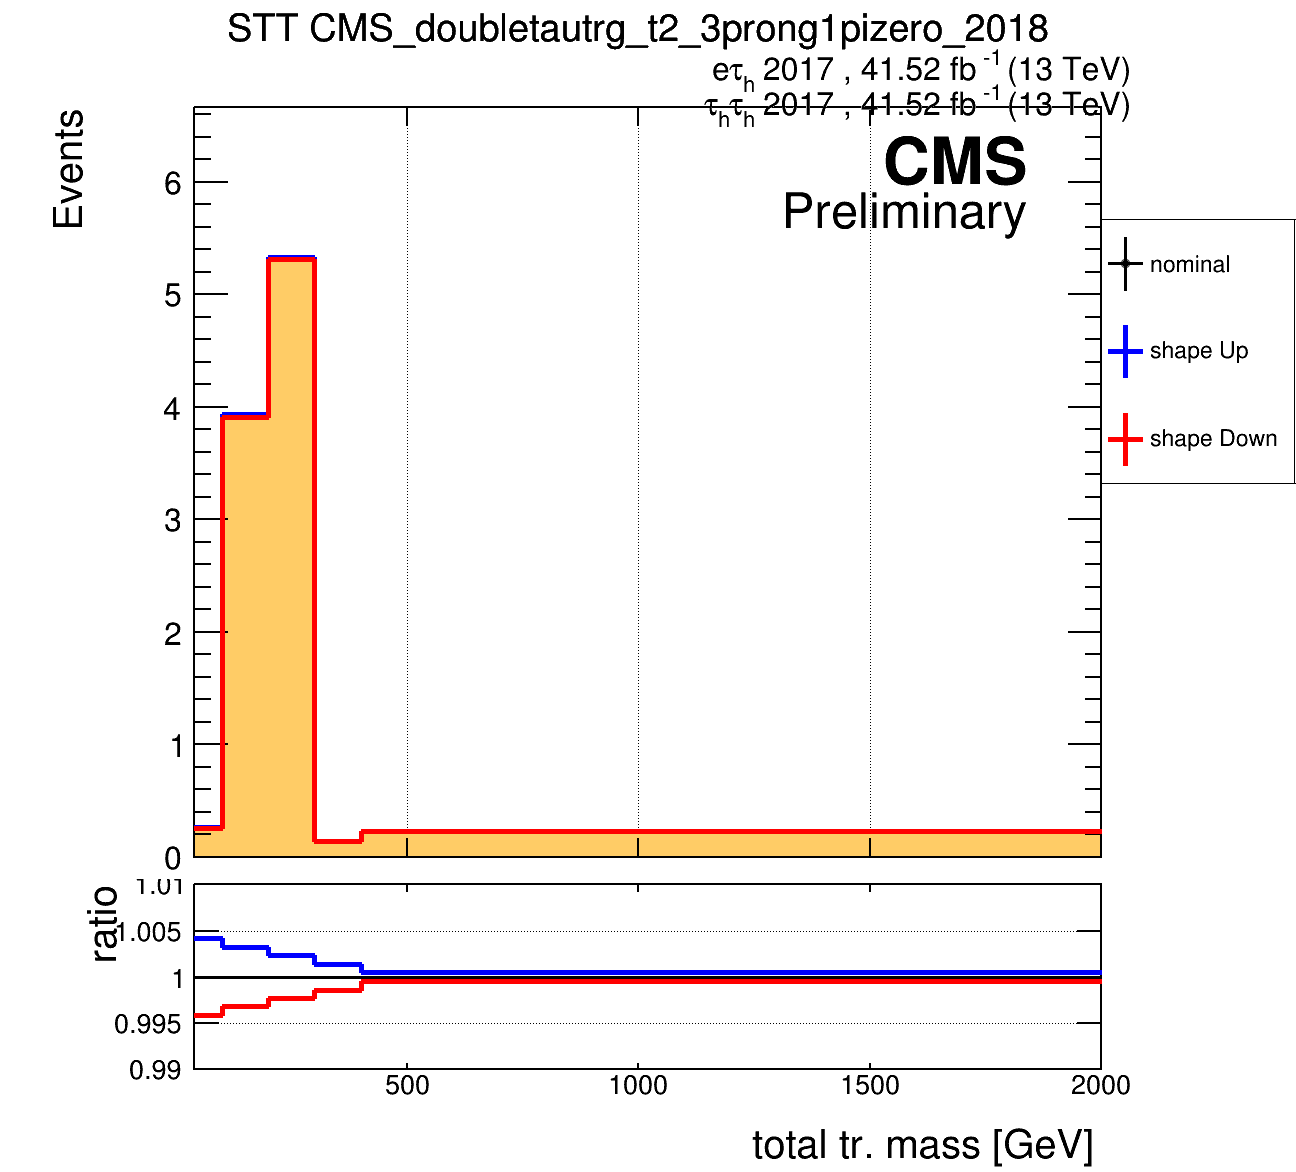 STT CMS_doubletautrg_t2_3prong1pizero_2018
eτh 2017 , 41.52 fb -1 (13 TeV)
τhτh 2017 , 41.52 fb -1 (13 TeV)
CMS
Preliminary
Events
6
5
4
3
2
1
0
nominal
shape Up
shape Down
ratio
1.01
1.005
1
0.995
0.99
500 1000 1500 2000
total tr. mass [GeV]